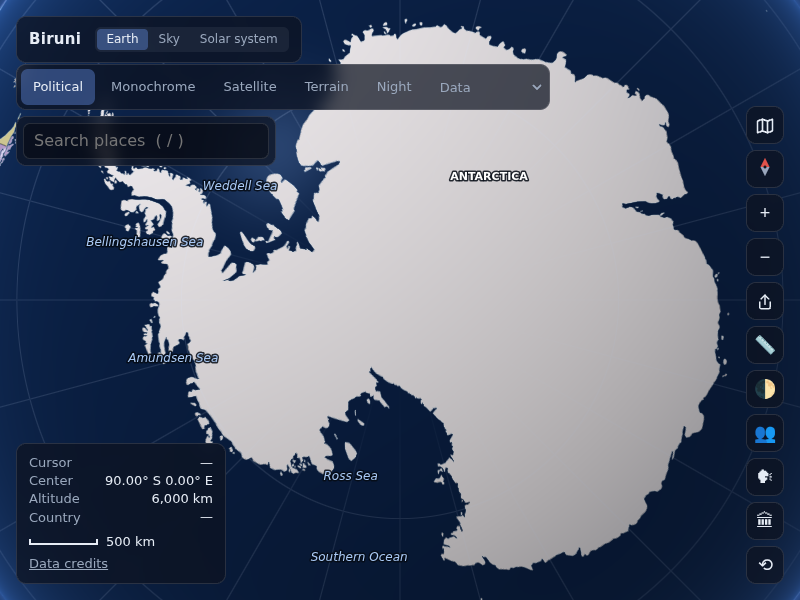 Biruni Earth Sky Solar system
Political Monochrome Satellite Terrain Night Data
Search places ( / )
ANTARCTICA
Weddell Sea
Bellingshausen Sea
Amundsen Sea
Ross Sea
Southern Ocean
+
−
Cursor —
Center 90.00° S 0.00° E
Altitude 6,000 km
Country —
500 km
Data credits